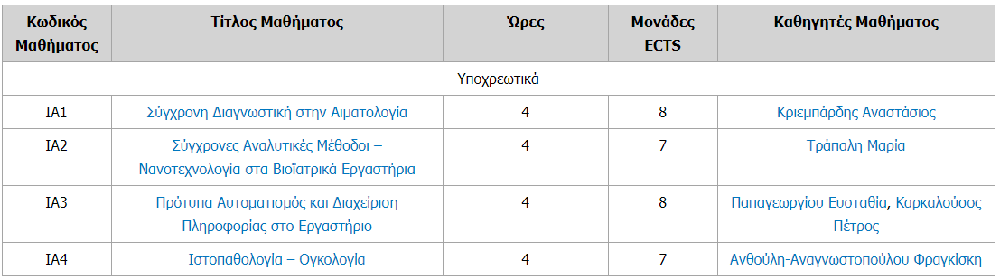 Κωδικός Μαθήματος Τίτλος Μαθήματος Ώρες Μονάδες ECTS Καθηγητές Μαθήματος
Υποχρεωτικά
ΙΑ1 Σύγχρονη Διαγνωστική στην Αιματολογία 4 8 Κριεμπάρδης Αναστάσιος
ΙΑ2 Σύγχρονες Αναλυτικές Μέθοδοι – Νανοτεχνολογία στα Βιοϊατρικά Εργαστήρια 4 7 Τράπαλη Μαρία
ΙΑ3 Πρότυπα Αυτοματισμός και Διαχείριση Πληροφορίας στο Εργαστήριο 4 8 Παπαγεωργίου Ευσταθία, Καρκαλούσος Πέτρος
ΙΑ4 Ιστοπαθολογία – Ογκολογία 4 7 Ανθούλη-Αναγνωστοπούλου Φραγκίσκη